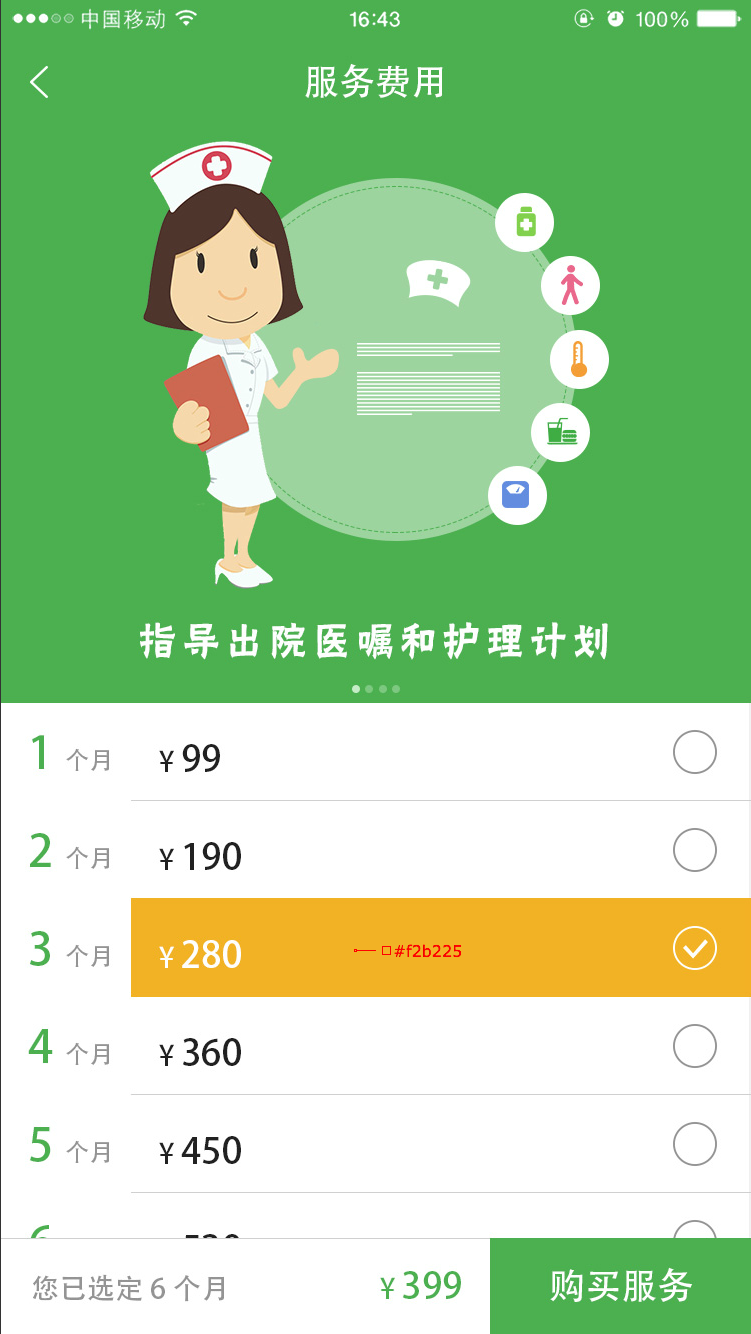 中国移动 16:43 100%
服务费用
指导出院医嘱和护理计划
1 个月 ¥ 99
2 个月 ¥ 190
3 个月 ¥ 280 #f2b225
4 个月 ¥ 360
5 个月 ¥ 450
您已选定 6 个月 ¥ 399 购买服务